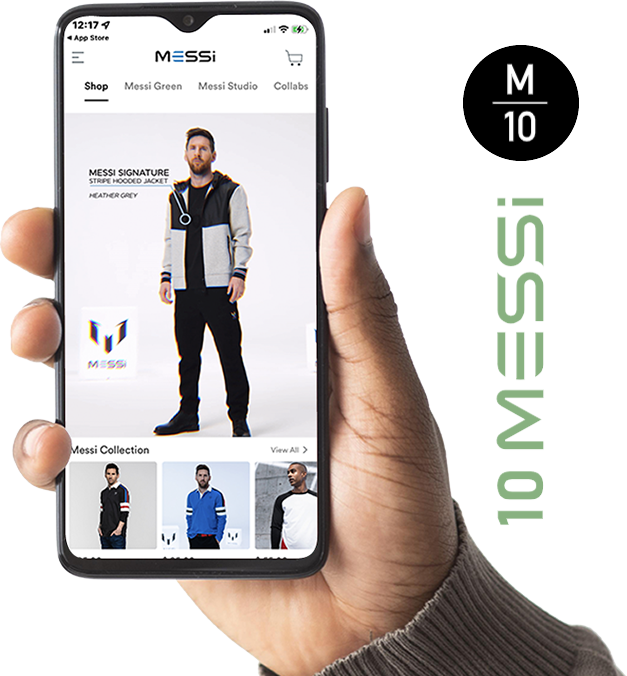 12:17
App Store
MESSi
Shop
Messi Green
Messi Studio
Collabs
MESSI SIGNATURE
STRIPE HOODED JACKET
HEATHER GREY
MESSi
Messi Collection
View All
M
10
10 MESSi